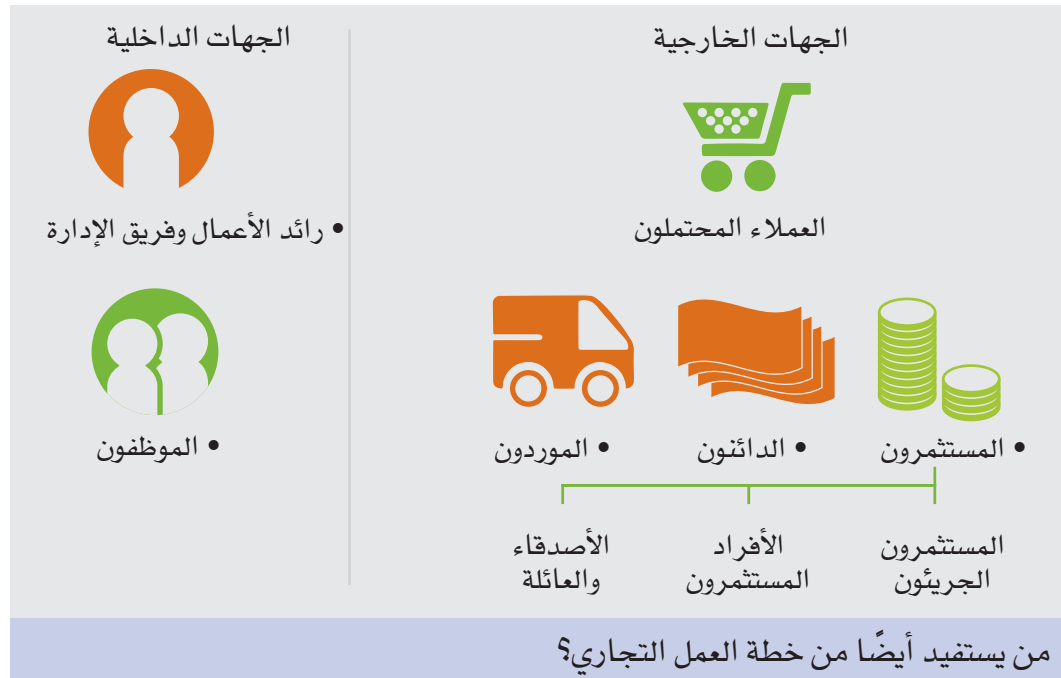 الجهات الخارجية
العملاء المحتملون
• المستثمرون
• الدائنون
• الموردون
المستثمرون
الجريئون
الأفراد
المستثمرون
الأصدقاء
والعائلة
الجهات الداخلية
• رائد الأعمال وفريق الإدارة
• الموظفون
من يستفيد أيضًا من خطة العمل التجاري؟